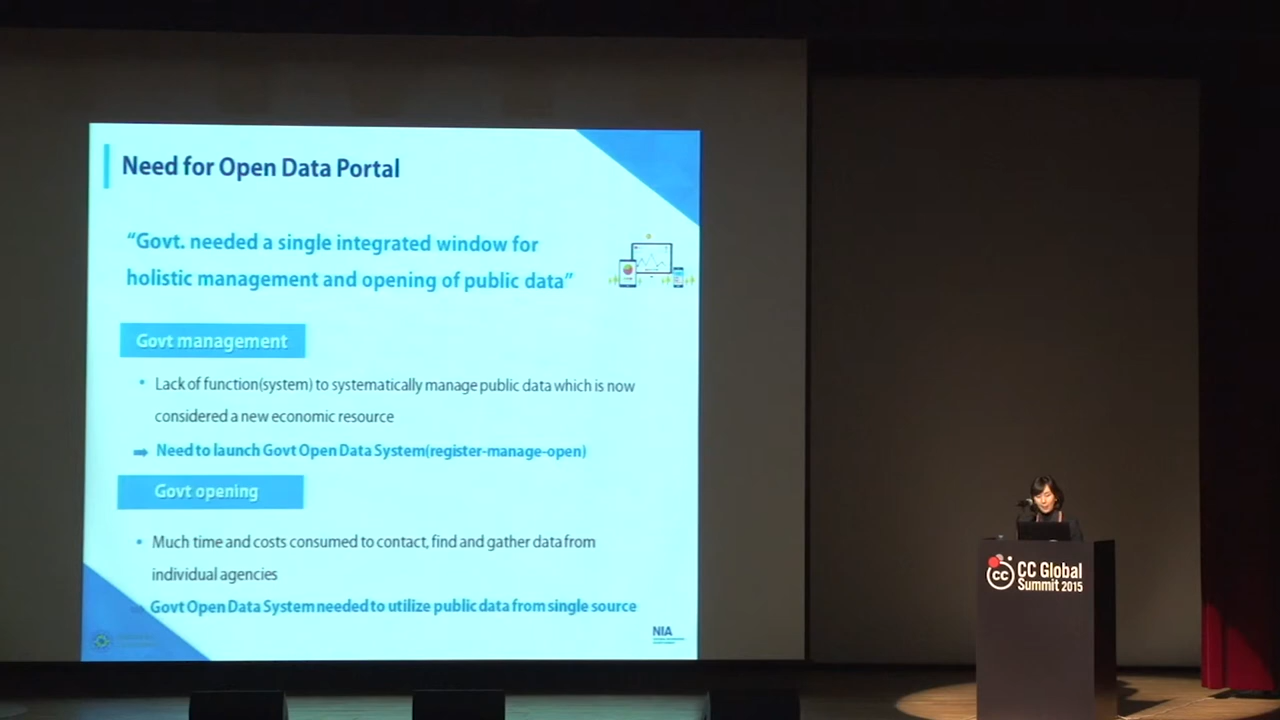 Need for Open Data Portal
“Govt. needed a single integrated window for
holistic management and opening of public data”
Govt management
• Lack of function(system) to systematically manage public data which is now
considered a new economic resource
➡ Need to launch Govt Open Data System(register-manage-open)
Govt opening
• Much time and costs consumed to contact, find and gather data from
individual agencies
➡ Govt Open Data System needed to utilize public data from single source
NIA
cc CC Global
Summit 2015